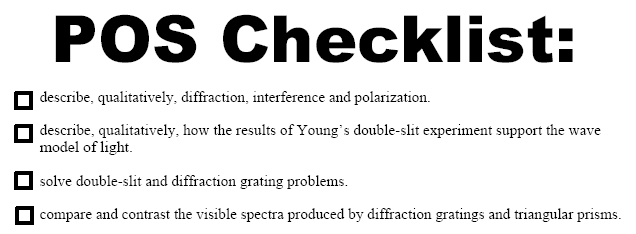 POS Checklist:
describe, qualitatively, diffraction, interference and polarization.
describe, qualitatively, how the results of Young's double-slit experiment support the wave
model of light.
solve double-slit and diffraction grating problems.
compare and contrast the visible spectra produced by diffraction gratings and triangular prisms.